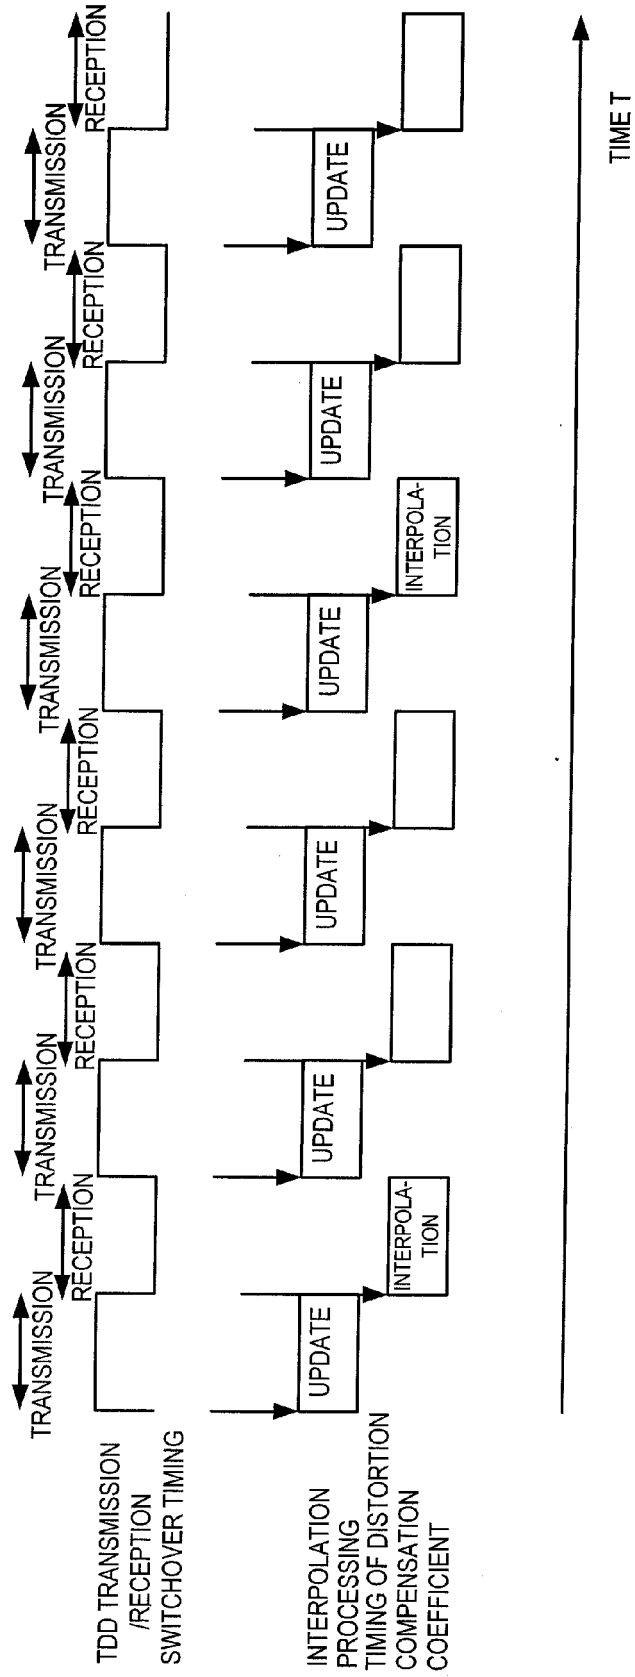 TRANSMISSION
RECEPTION
TRANSMISSION
RECEPTION
TRANSMISSION
RECEPTION
TRANSMISSION
RECEPTION
TRANSMISSION
RECEPTION
TRANSMISSION
RECEPTION
TDD TRANSMISSION
/RECEPTION
SWITCHOVER TIMING
UPDATE
UPDATE
UPDATE
UPDATE
UPDATE
UPDATE
INTERPOLATION
PROCESSING
TIMING OF DISTORTION
COMPENSATION
COEFFICIENT
INTERPOLA-
TION
INTERPOLA-
TION
TIME T